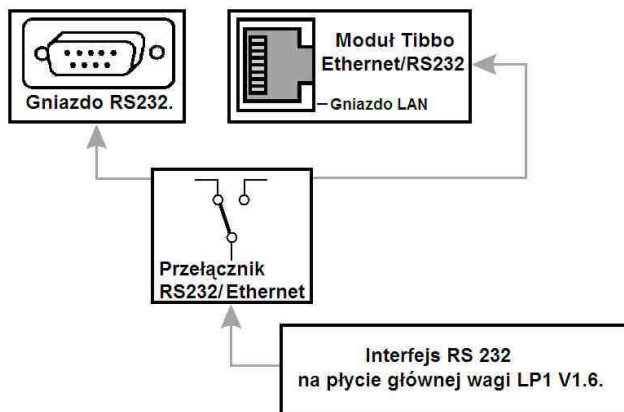 Gniazdo RS232.
Moduł Tibbo
Ethernet/RS232
Gniazdo LAN
Przełącznik
RS232/Ethernet
Interfejs RS 232
na płycie głównej wagi LP1 V1.6.